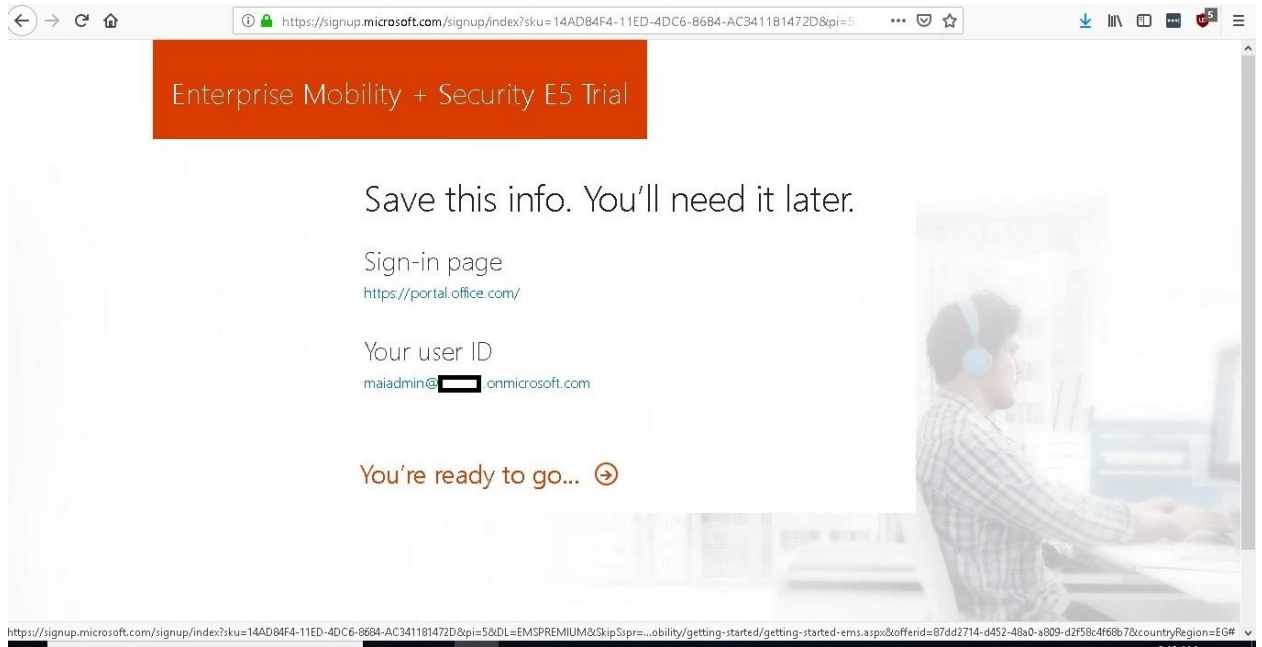 https://signup.microsoft.com/signup/index?sku=14AD84F4-11ED-4DC6-8684-AC341181472D&pi=5
5
Enterprise Mobility + Security E5 Trial
Save this info. You'll need it later.
Sign-in page
https://portal.office.com/
Your user ID
maiadmin@ .onmicrosoft.com
You're ready to go...
https://signup.microsoft.com/signup/index?sku=14AD84F4-11ED-4DC6-8684-AC341181472D&pi=5&DL=EMSPREMIUM&SkipSspr=...obility/getting-started/getting-started-ems.aspx&offerid=87dd2714-d452-48a0-a809-d2f58c4f68b7&countryRegion=EG#